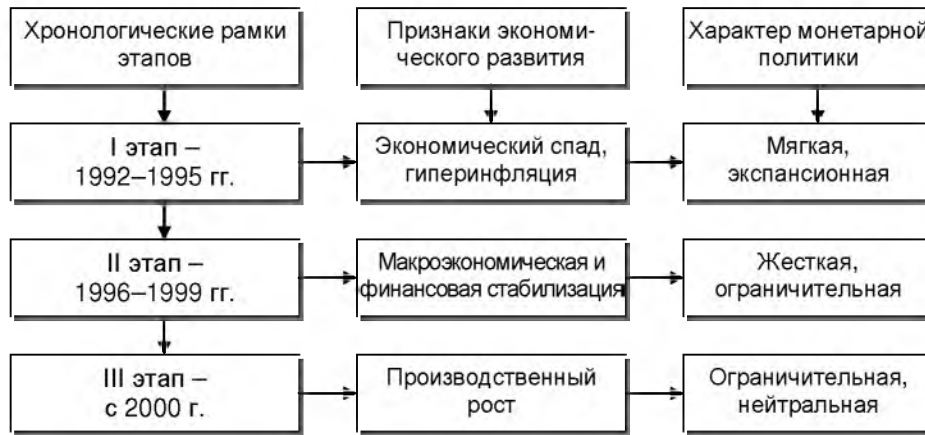 Хронологические рамки
этапов
Признаки экономи-
ческого развития
Характер монетарной
политики
I этап –
1992–1995 гг.
Экономический спад,
гиперинфляция
Мягкая,
экспансионная
II этап –
1996–1999 гг.
Макроэкономическая и
финансовая стабилизация
Жесткая,
ограничительная
III этап –
с 2000 г.
Производственный
рост
Ограничительная,
нейтральная